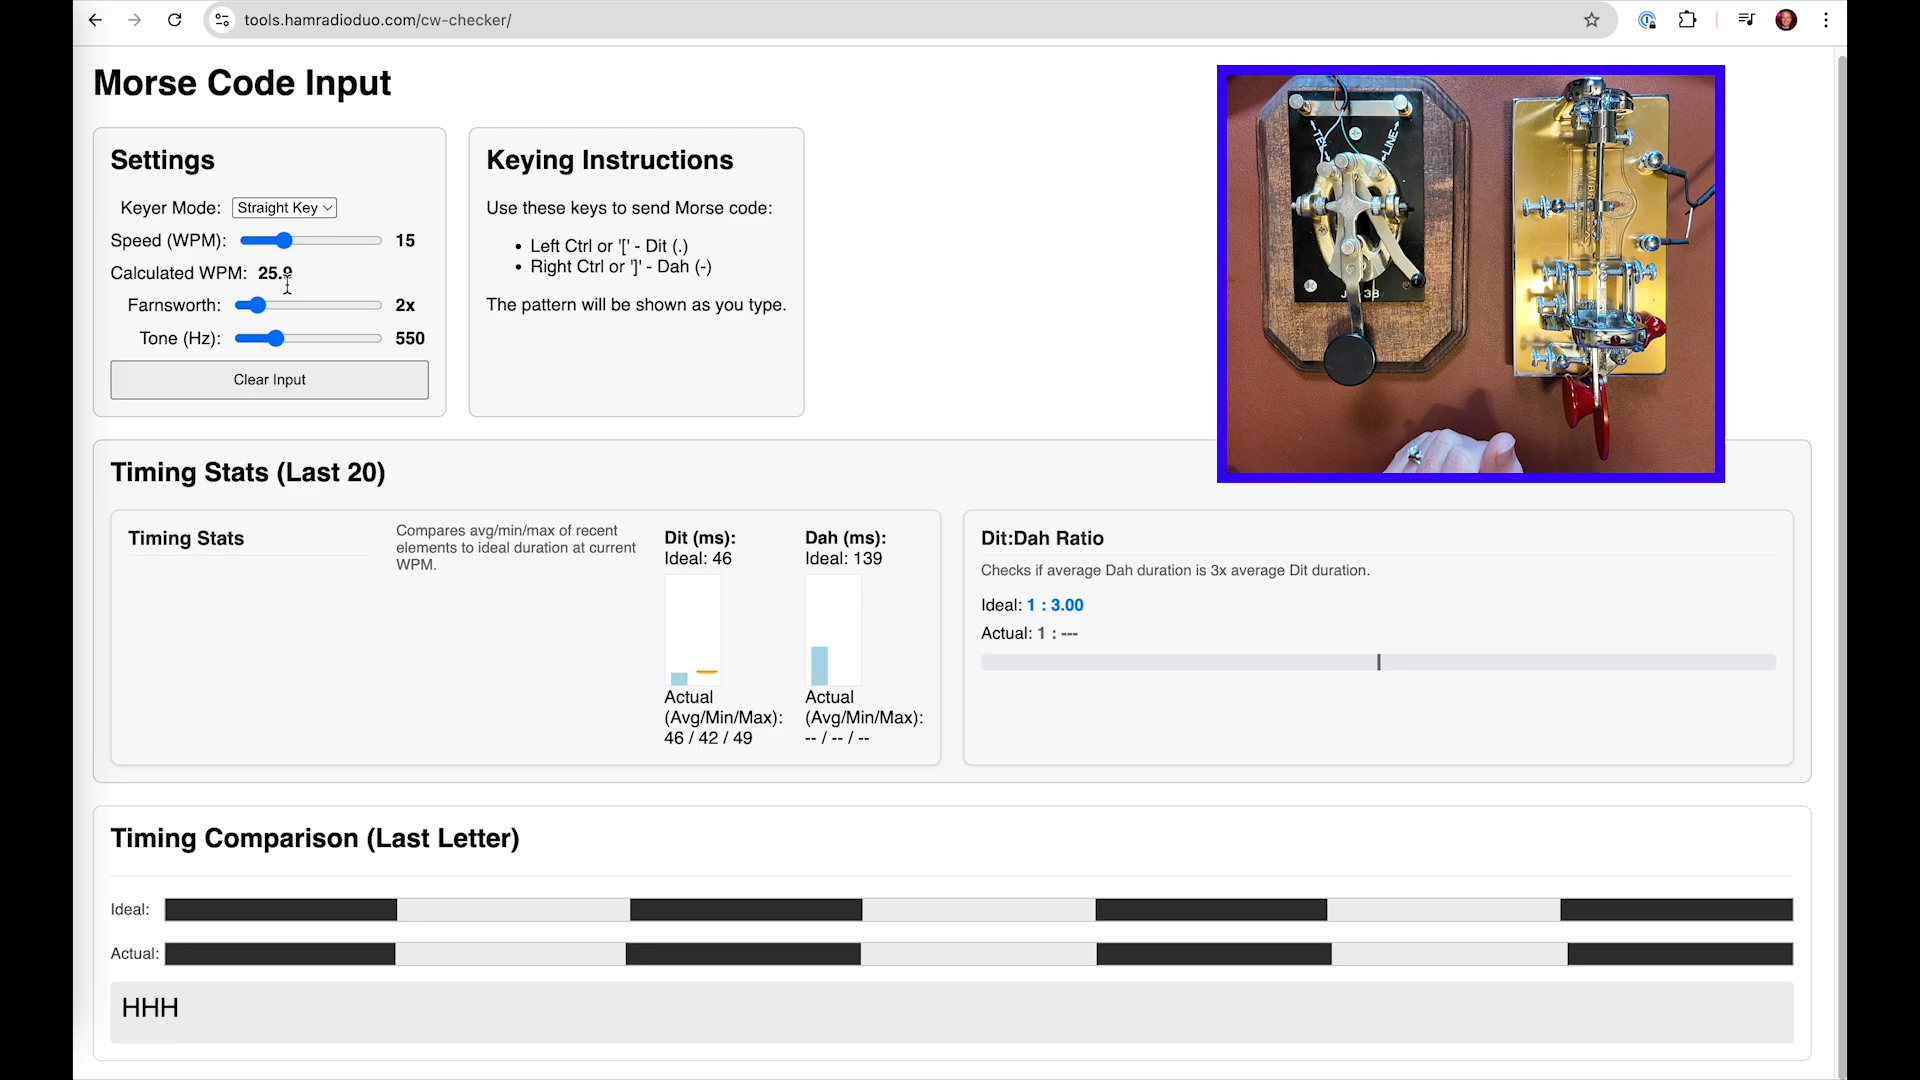 tools.hamradioduo.com/cw-checker/
Morse Code Input
Settings
Keyer Mode: Straight Key
Speed (WPM): 15
Calculated WPM: 25.9
Farnsworth: 2x
Tone (Hz): 550
Clear Input
Keying Instructions
Use these keys to send Morse code:
• Left Ctrl or '[' - Dit (.)
• Right Ctrl or ']' - Dah (-)
The pattern will be shown as you type.
LINE
Timing Stats (Last 20)
Timing Stats
Compares avg/min/max of recent
elements to ideal duration at current
WPM.
Dit (ms):
Ideal: 46
Actual
(Avg/Min/Max):
46 / 42 / 49
Dah (ms):
Ideal: 139
Actual
(Avg/Min/Max):
-- / -- / --
Dit:Dah Ratio
Checks if average Dah duration is 3x average Dit duration.
Ideal: 1 : 3.00
Actual: 1 : ---
Timing Comparison (Last Letter)
Ideal:
Actual:
HHH